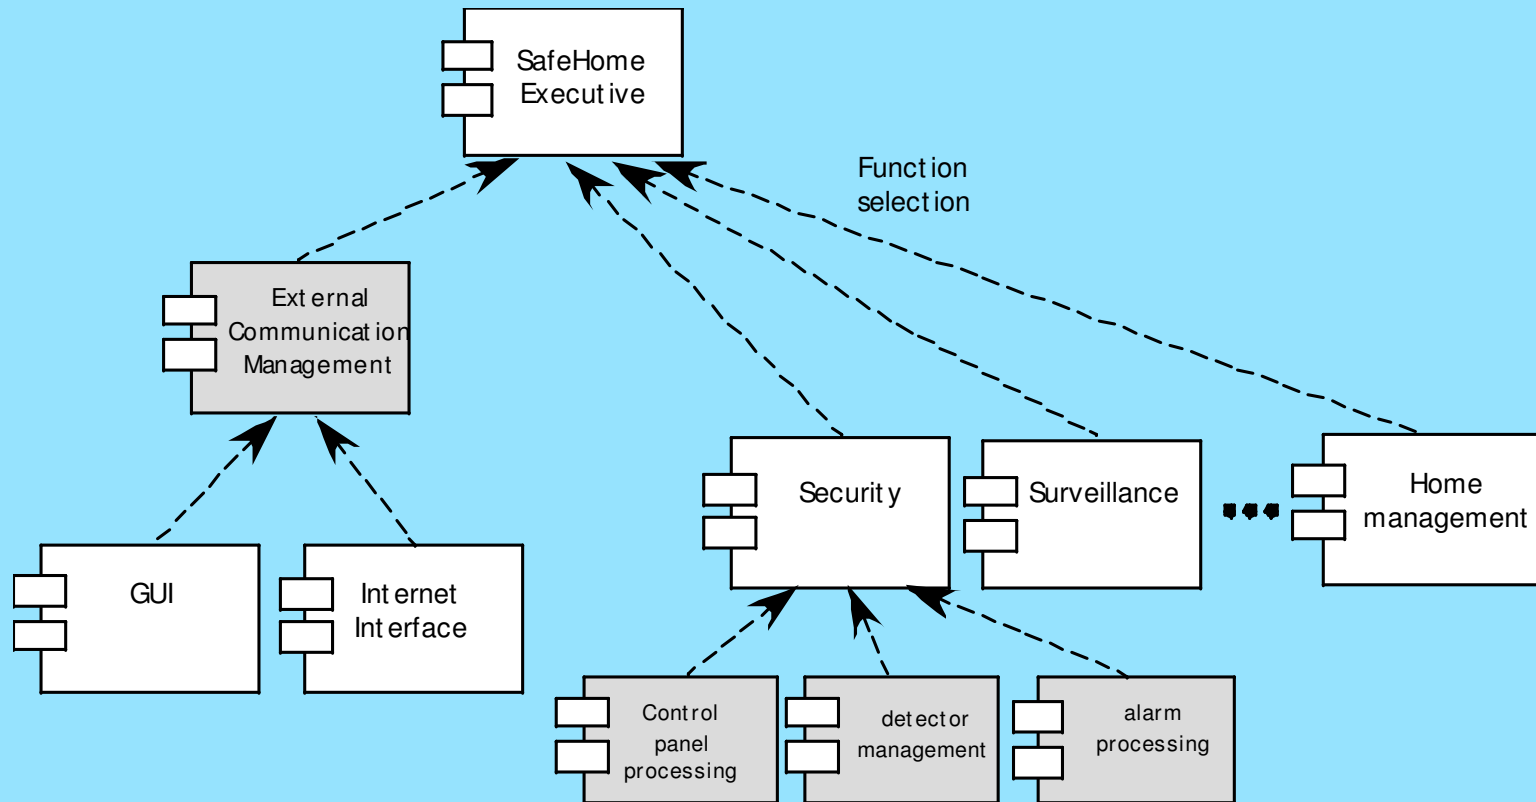 SafeHome
Executive
Function
selection
External
Communication
Management
Security
Surveillance
Home
management
GUI
Internet
Interface
Control
panel
processing
detector
management
alarm
processing